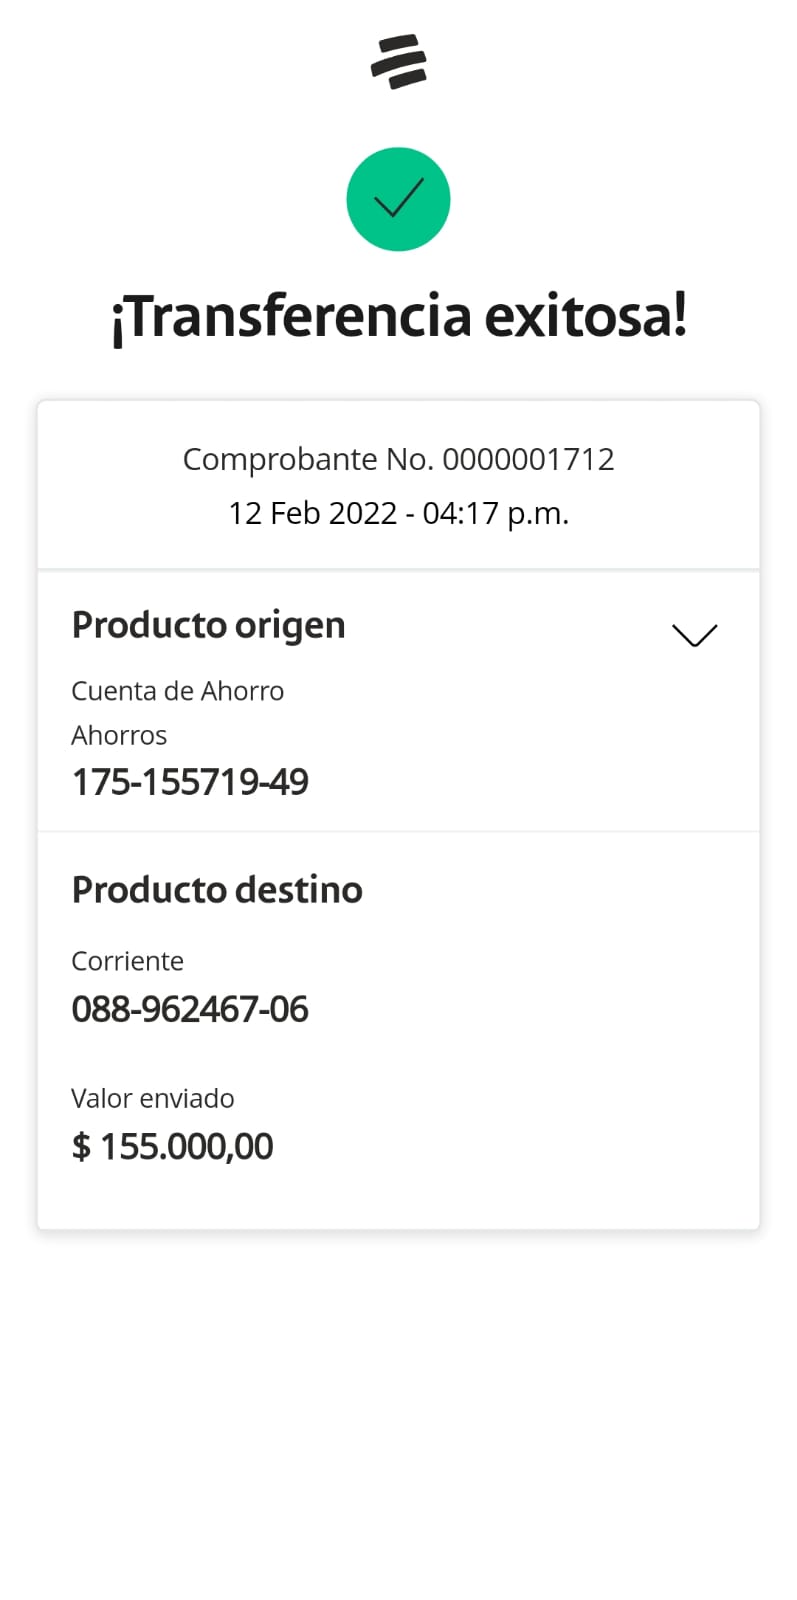 ¡Transferencia exitosa!
Comprobante No. 0000001712
12 Feb 2022 - 04:17 p.m.
Producto origen
Cuenta de Ahorro
Ahorros
175-155719-49
Producto destino
Corriente
088-962467-06
Valor enviado
$ 155.000,00